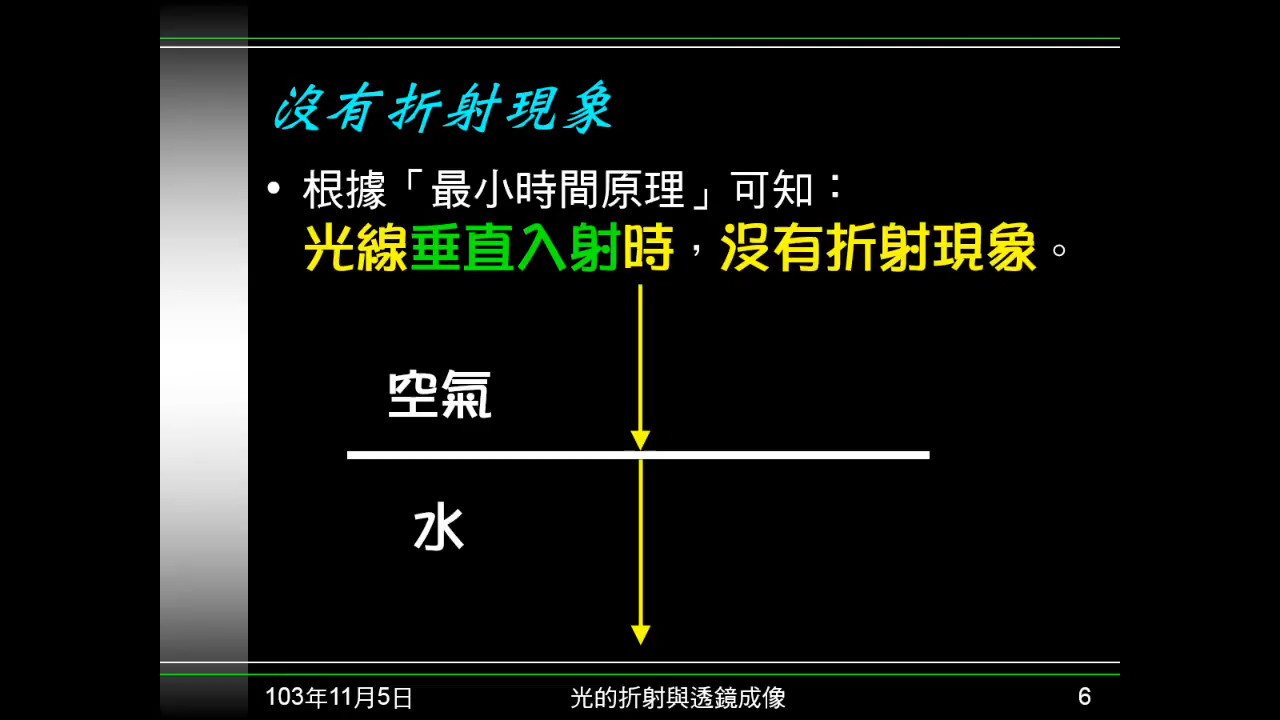 沒有折射現象
• 根據「最小時間原理」可知：
光線垂直入射時，沒有折射現象。
空氣
水
103年11月5日 光的折射與透鏡成像 6